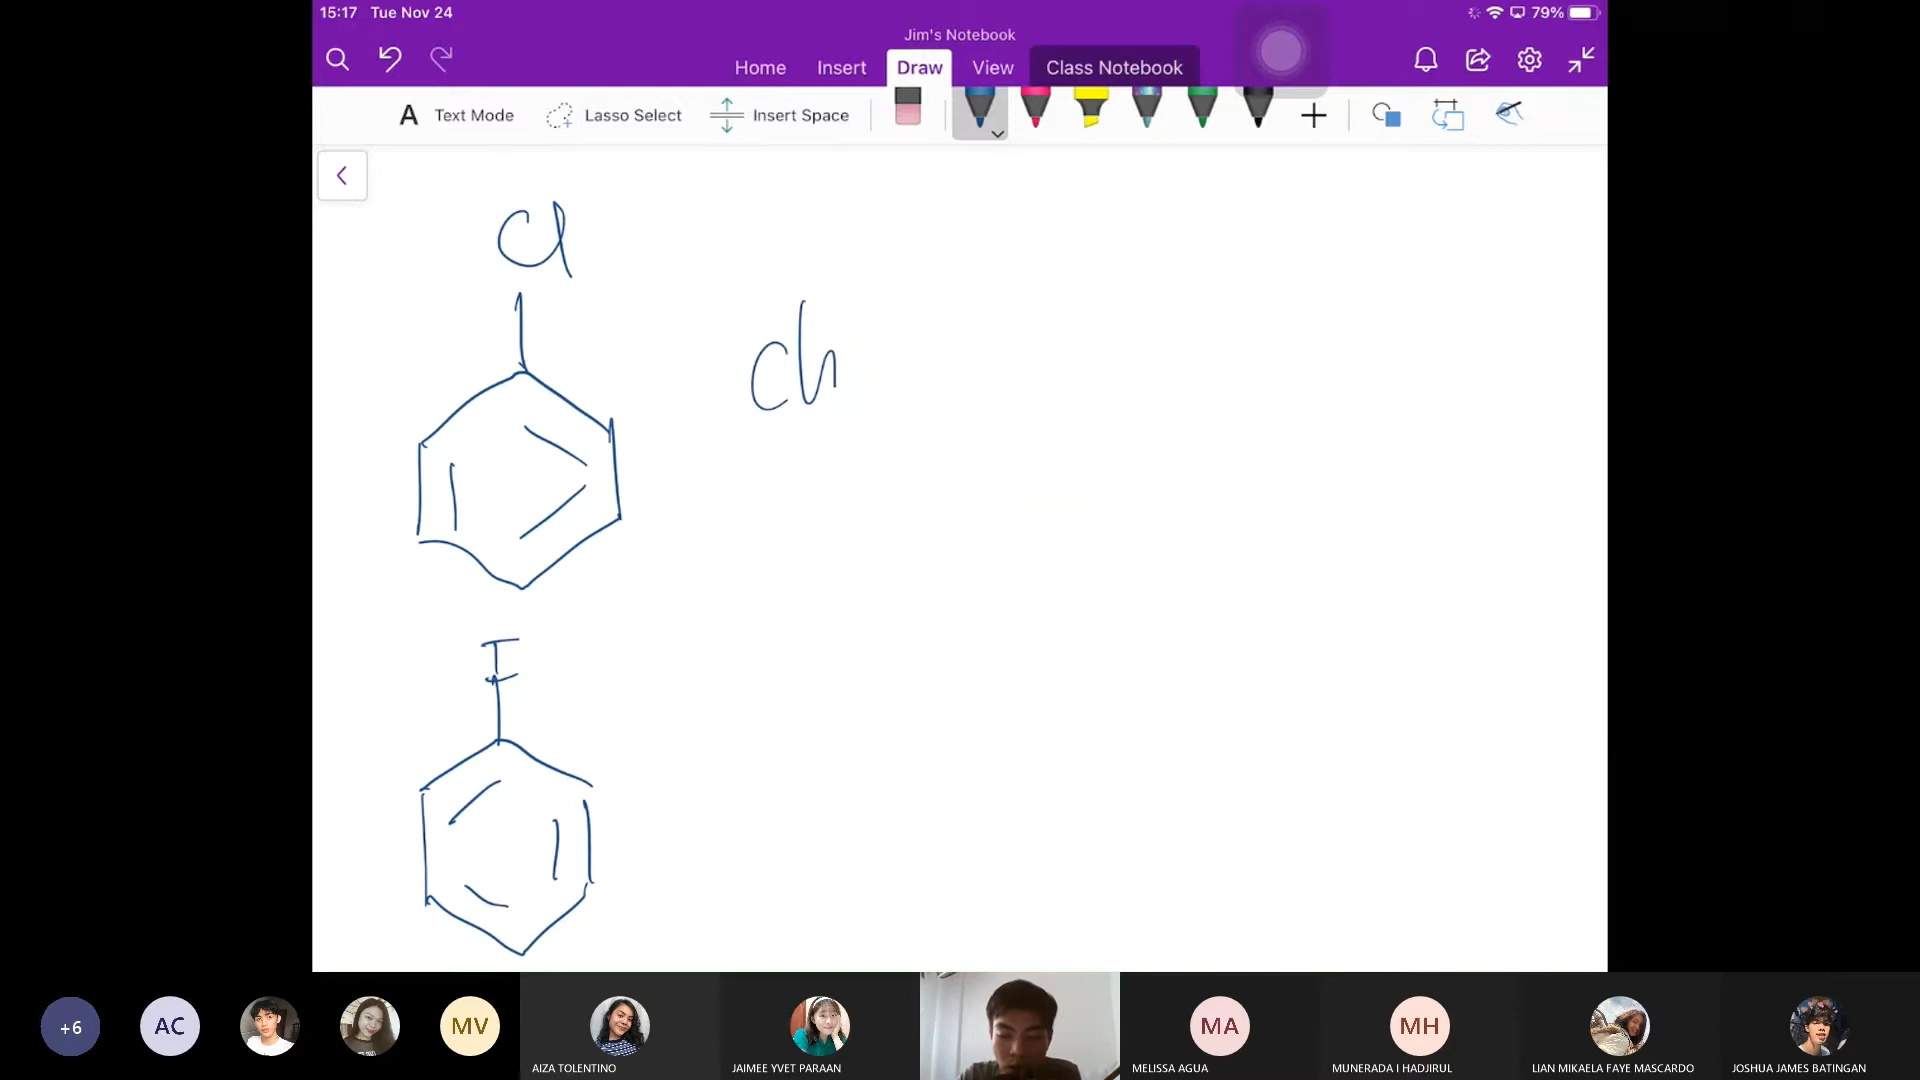 15:17 Tue Nov 24 79%
Jim's Notebook
Home Insert Draw View Class Notebook
A Text Mode Lasso Select Insert Space
Cl
ch
F
+6 AC MV MA MH
AIZA TOLENTINO JAIMEE YVET PARAAN MELISSA AGUA MUNERADA I HADJIRUL LIAN MIKAELA FAYE MASCARDO JOSHUA JAMES BATINGAN